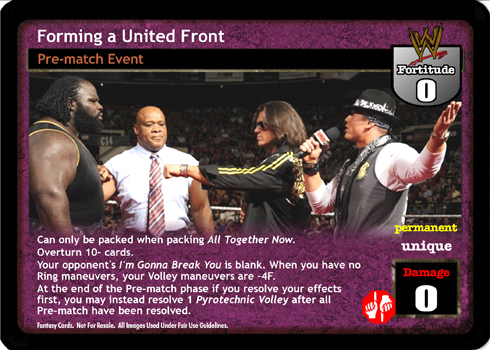 Forming a United Front
Pre-match Event
W
Fortitude
0
Can only be packed when packing All Together Now.
Overturn 10- cards.
Your opponent's I'm Gonna Break You is blank. When you have no
Ring maneuvers, your Volley maneuvers are -4F.
At the end of the Pre-match phase if you resolve your effects
first, you may instead resolve 1 Pyrotechnic Volley after all
Pre-match have been resolved.
permanent
unique
Damage
0
Fantasy Cards. Not For Resale. All Images Used Under Fair Use Guidelines.